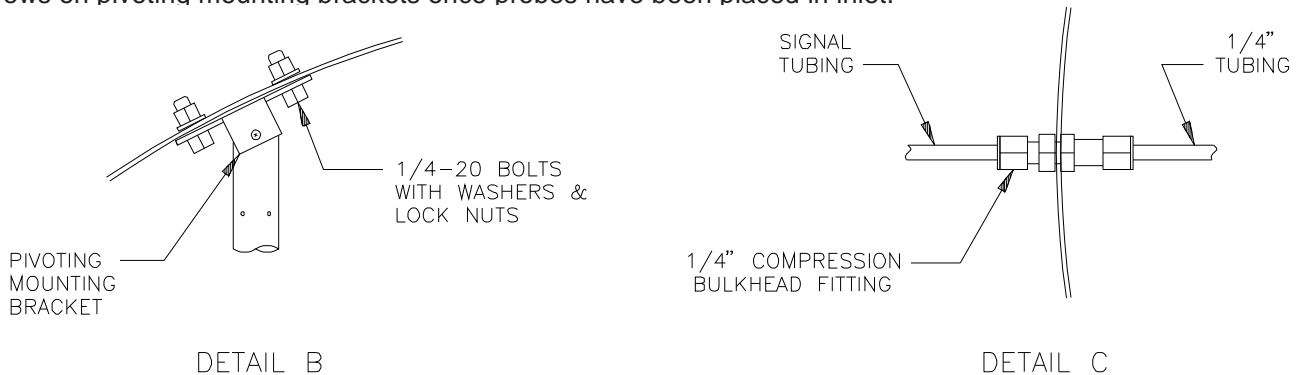 on pivoting mounting brackets once probes have been placed in inlet.
SIGNAL
TUBING
1/4"
TUBING
1/4-20 BOLTS
WITH WASHERS &
LOCK NUTS
PIVOTING
MOUNTING
BRACKET
1/4" COMPRESSION
BULKHEAD FITTING
DETAIL B
DETAIL C